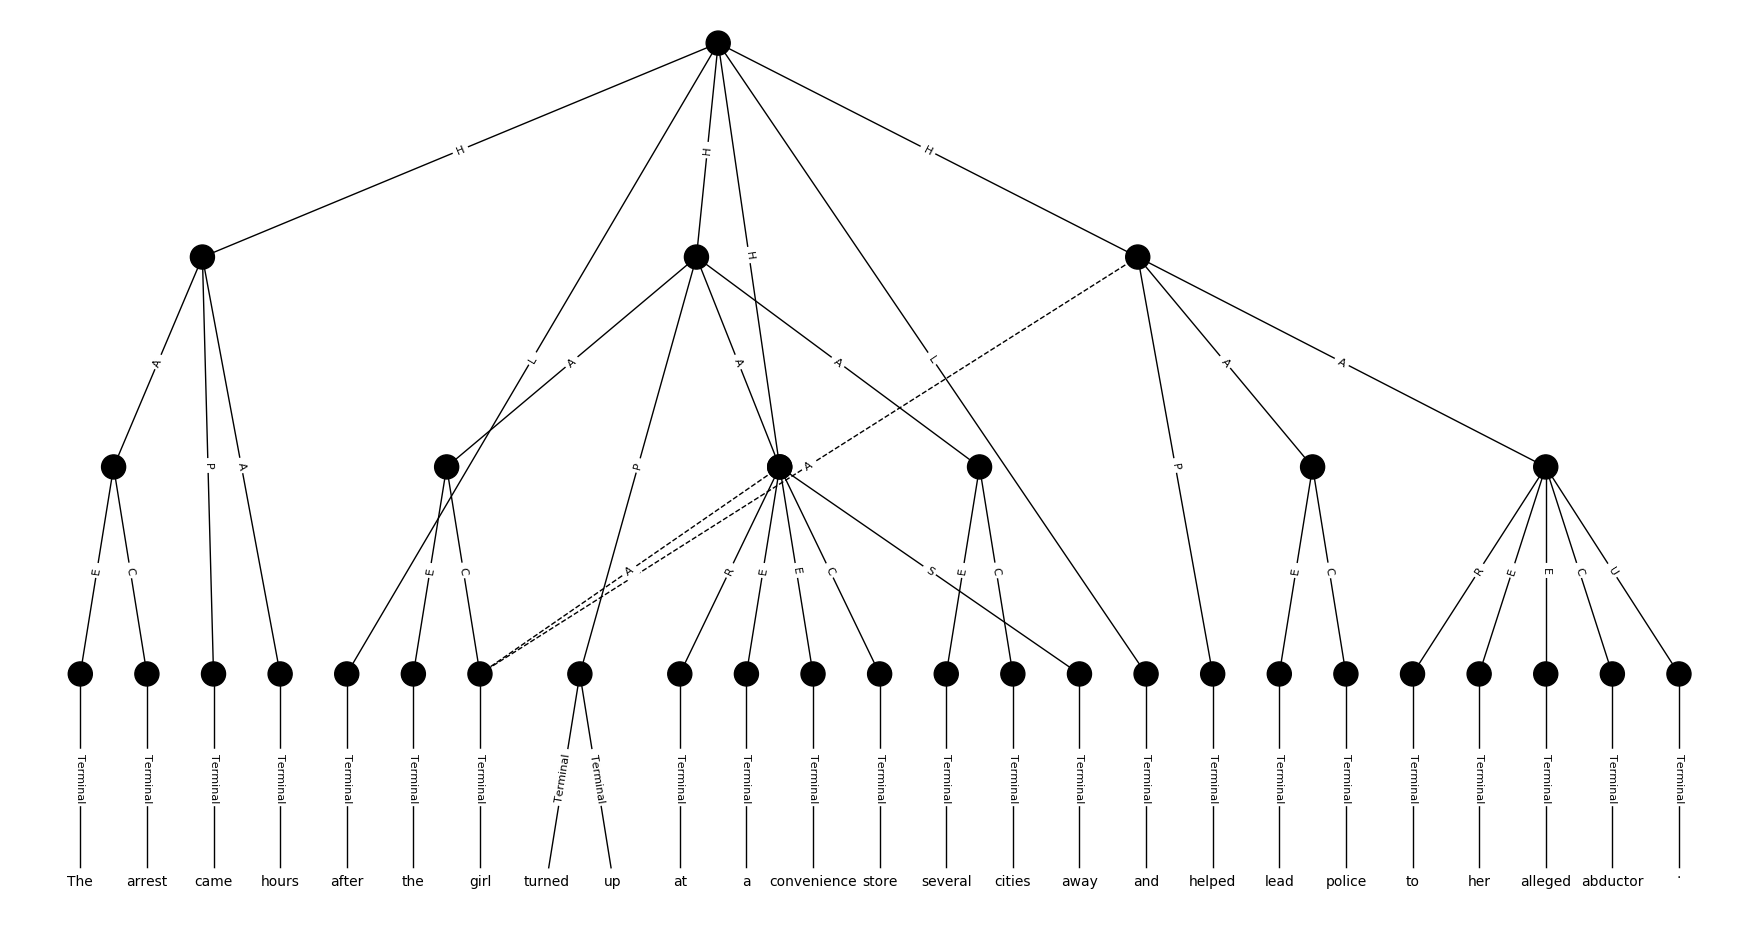 H
H
H
L
H
L
H
A
A
A
A
A
A
P
A
P
A
P
E
C
E
C
A
R
E
E
C
S
E
C
E
C
R
E
E
C
U
Terminal Terminal Terminal Terminal Terminal Terminal Terminal Terminal Terminal Terminal Terminal Terminal Terminal Terminal Terminal Terminal Terminal Terminal Terminal Terminal Terminal Terminal Terminal Terminal Terminal
The arrest came hours after the girl turned up at a convenience store several cities away and helped lead police to her alleged abductor .